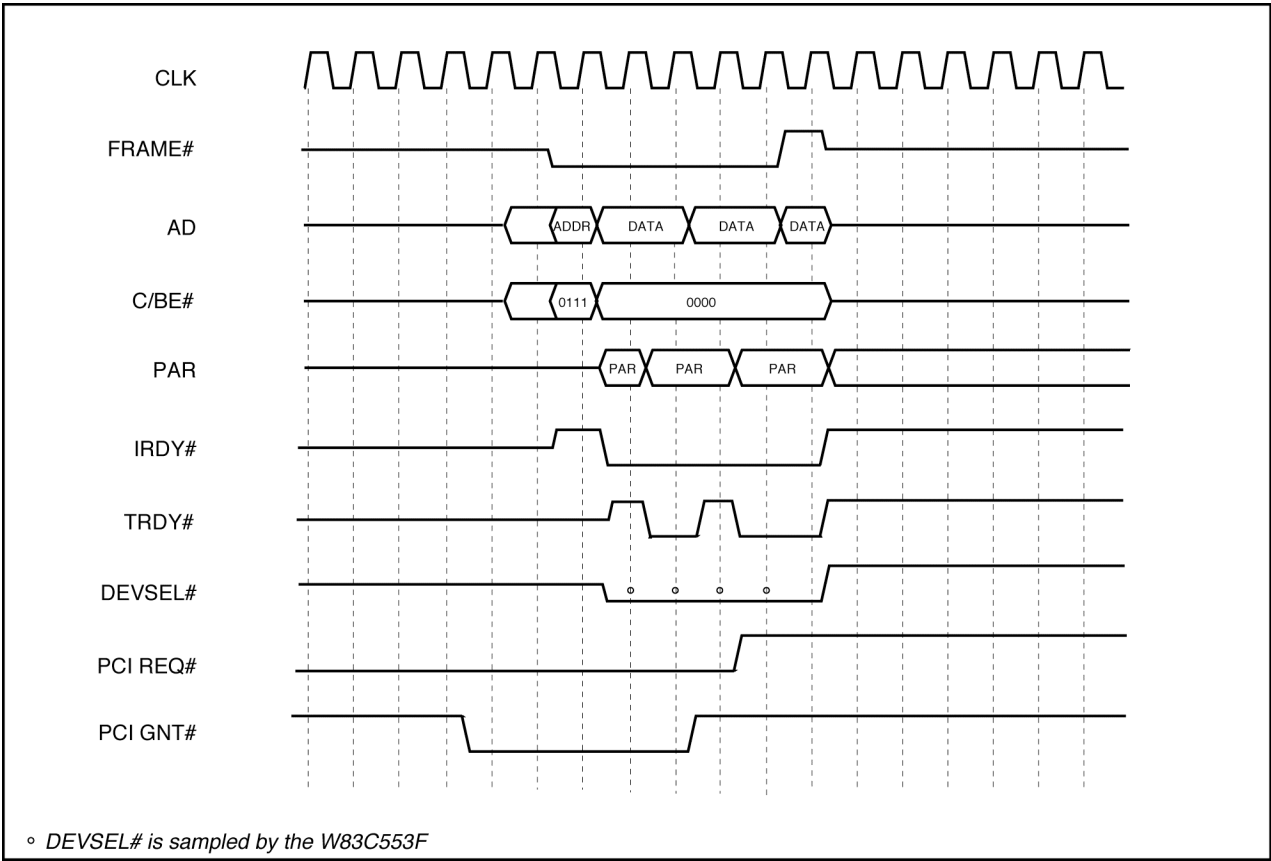 CLK
FRAME#
AD
ADDR DATA DATA DATA
C/BE#
0111 0000
PAR
PAR PAR PAR
IRDY#
TRDY#
DEVSEL#
PCI REQ#
PCI GNT#
° DEVSEL# is sampled by the W83C553F